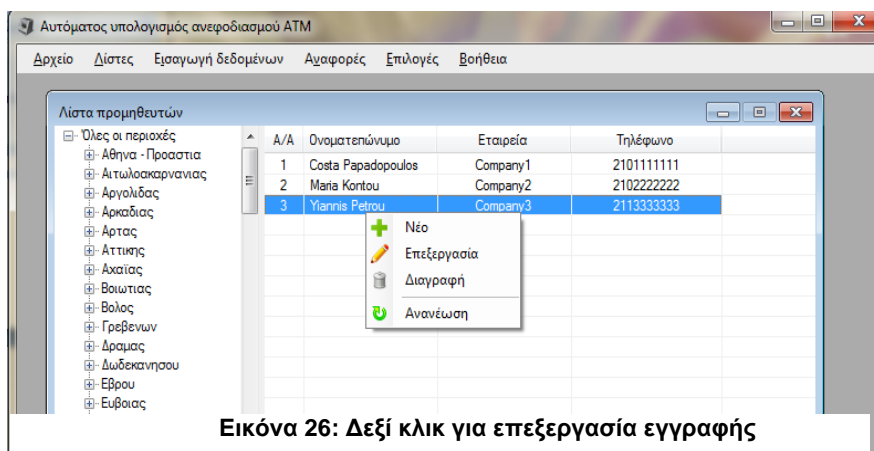 Αυτόματος υπολογισμός ανεφοδιασμού ΑΤΜ
Αρχείο Λίστες Εισαγωγή δεδομένων Αναφορές Επιλογές Βοήθεια
Λίστα προμηθευτών
Όλες οι περιοχές
Αθηνα - Προαστια
Αιτωλοακαρνανιας
Αργολιδας
Αρκαδιας
Αρτας
Αττικης
Αχαϊας
Βοιωτιας
Βολος
Γρεβενων
Δραμας
Δωδεκανησου
Εβρου
Ευβοιας
Α/Α Ονοματεπώνυμο Εταιρεία Τηλέφωνο
1 Costa Papadopoulos Company1 2101111111
2 Maria Kontou Company2 2102222222
3 Yiannis Petrou Company3 2113333333
Νέο
Επεξεργασία
Διαγραφή
Ανανέωση
Εικόνα 26: Δεξί κλικ για επεξεργασία εγγραφής